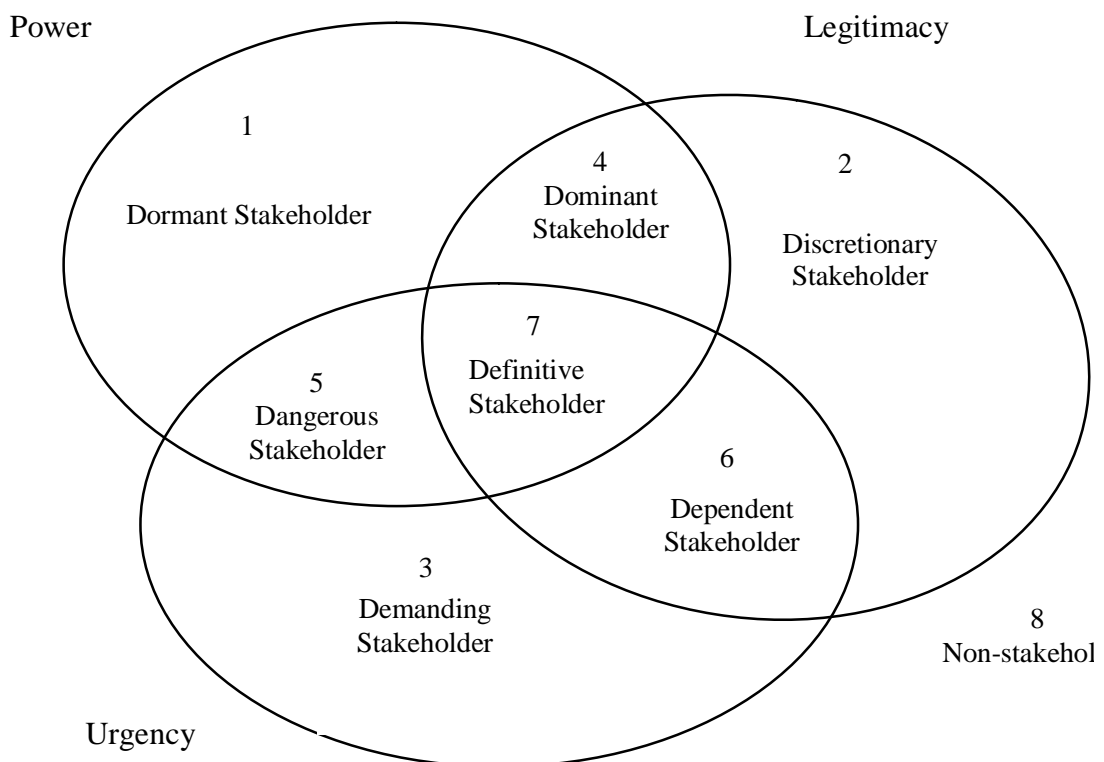 Power
Legitimacy
1
Dormant Stakeholder
4
Dominant
Stakeholder
2
Discretionary
Stakeholder
7
Definitive
Stakeholder
5
Dangerous
Stakeholder
6
Dependent
Stakeholder
3
Demanding
Stakeholder
8
Non-stakehol
Urgency